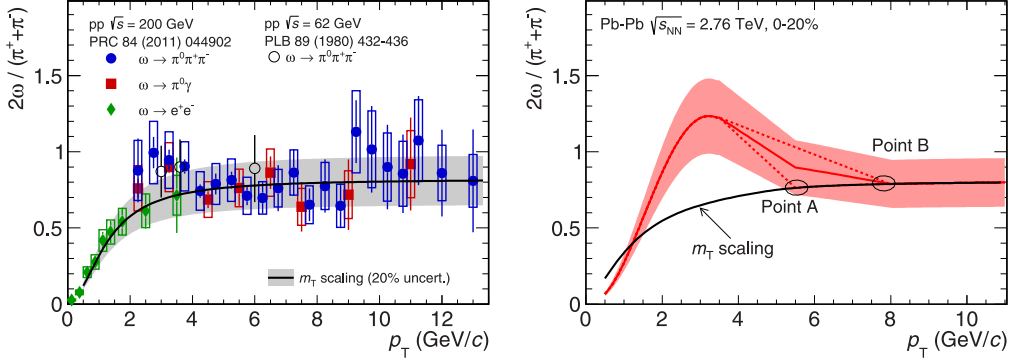 pp √s = 200 GeV
PRC 84 (2011) 044902
ω → π⁰π⁺π⁻
ω → π⁰γ
ω → e⁺e⁻
pp √s = 62 GeV
PLB 89 (1980) 432-436
ω → π⁰π⁺π⁻
m_T scaling (20% uncert.)
2ω / (π⁺+π⁻)
1.5
1
0.5
0
0 2 4 6 8 10 12
p_T (GeV/c)
Pb-Pb √s_NN = 2.76 TeV, 0-20%
Point B
Point A
m_T scaling
2ω / (π⁺+π⁻)
1.5
1
0.5
0
0 2 4 6 8 10
p_T (GeV/c)